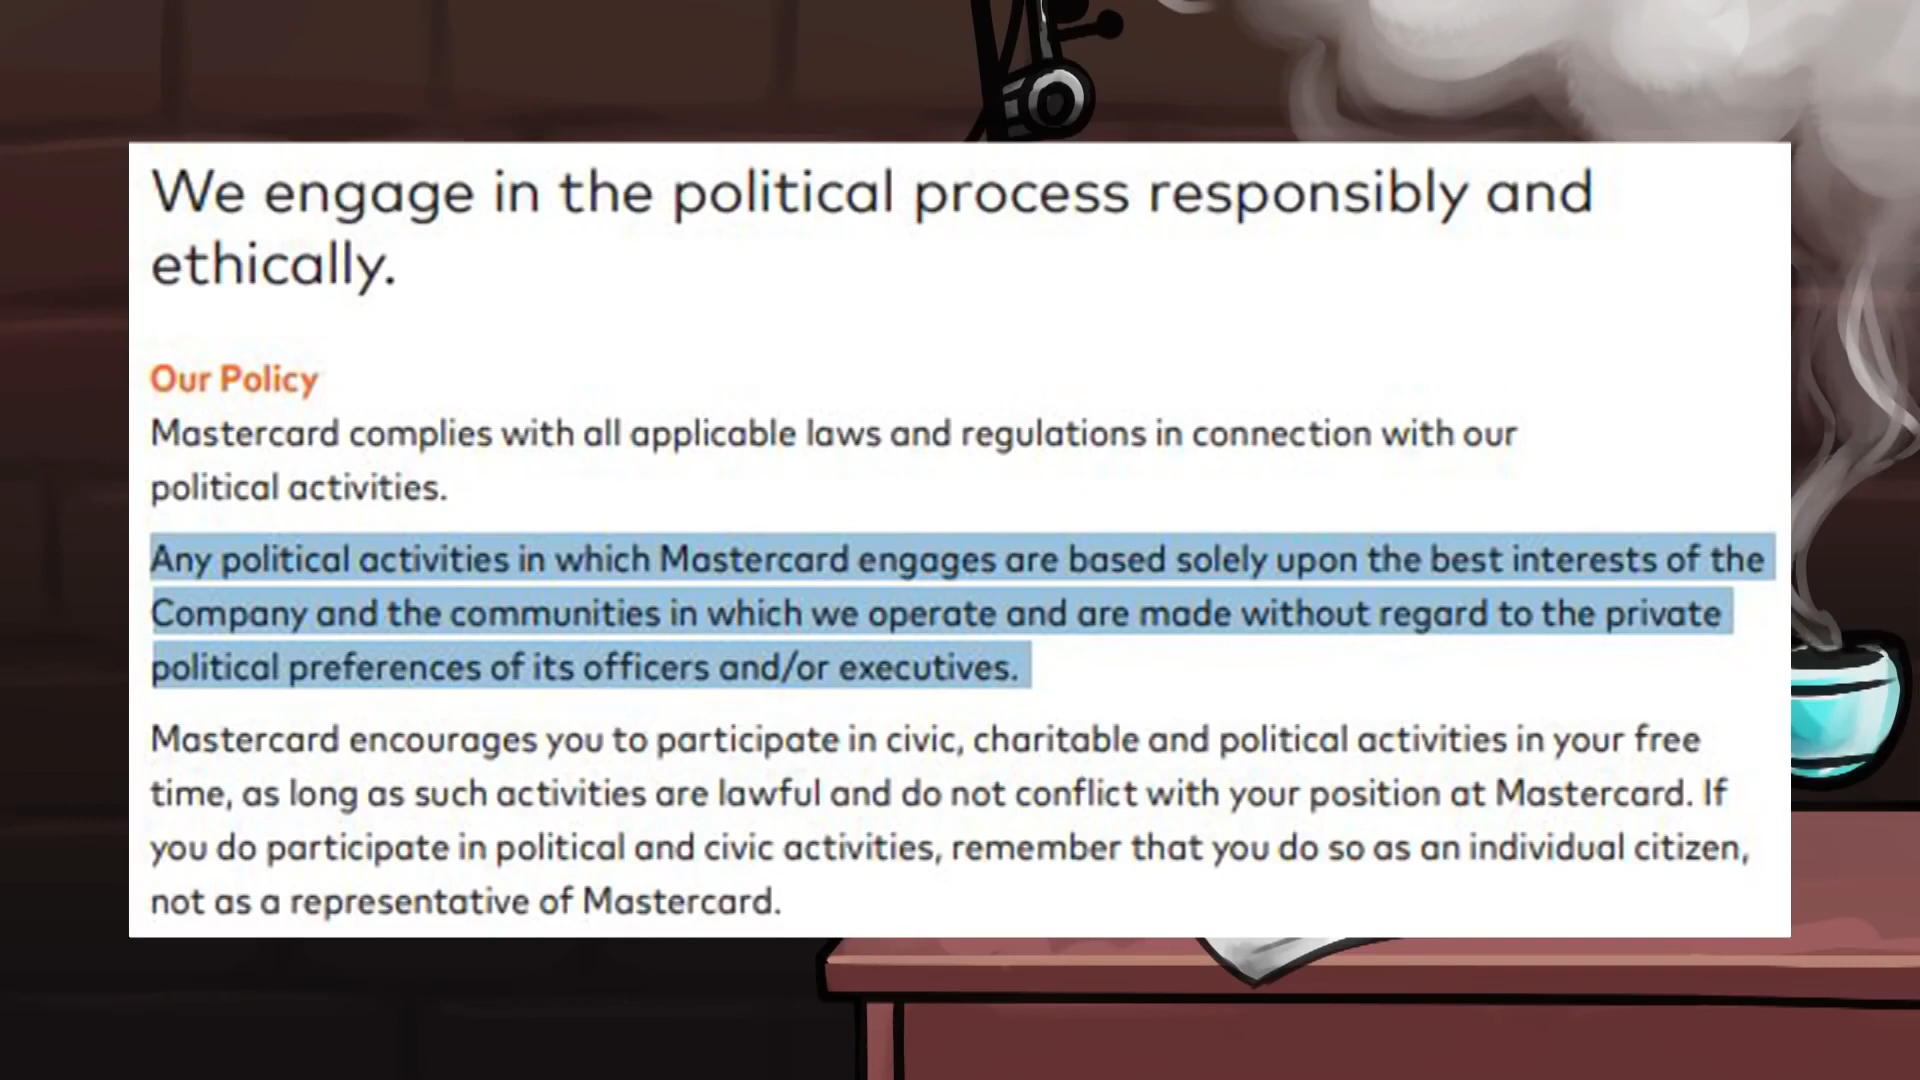 We engage in the political process responsibly and
ethically.
Our Policy
Mastercard complies with all applicable laws and regulations in connection with our
political activities.
Any political activities in which Mastercard engages are based solely upon the best interests of the
Company and the communities in which we operate and are made without regard to the private
political preferences of its officers and/or executives.
Mastercard encourages you to participate in civic, charitable and political activities in your free
time, as long as such activities are lawful and do not conflict with your position at Mastercard. If
you do participate in political and civic activities, remember that you do so as an individual citizen,
not as a representative of Mastercard.